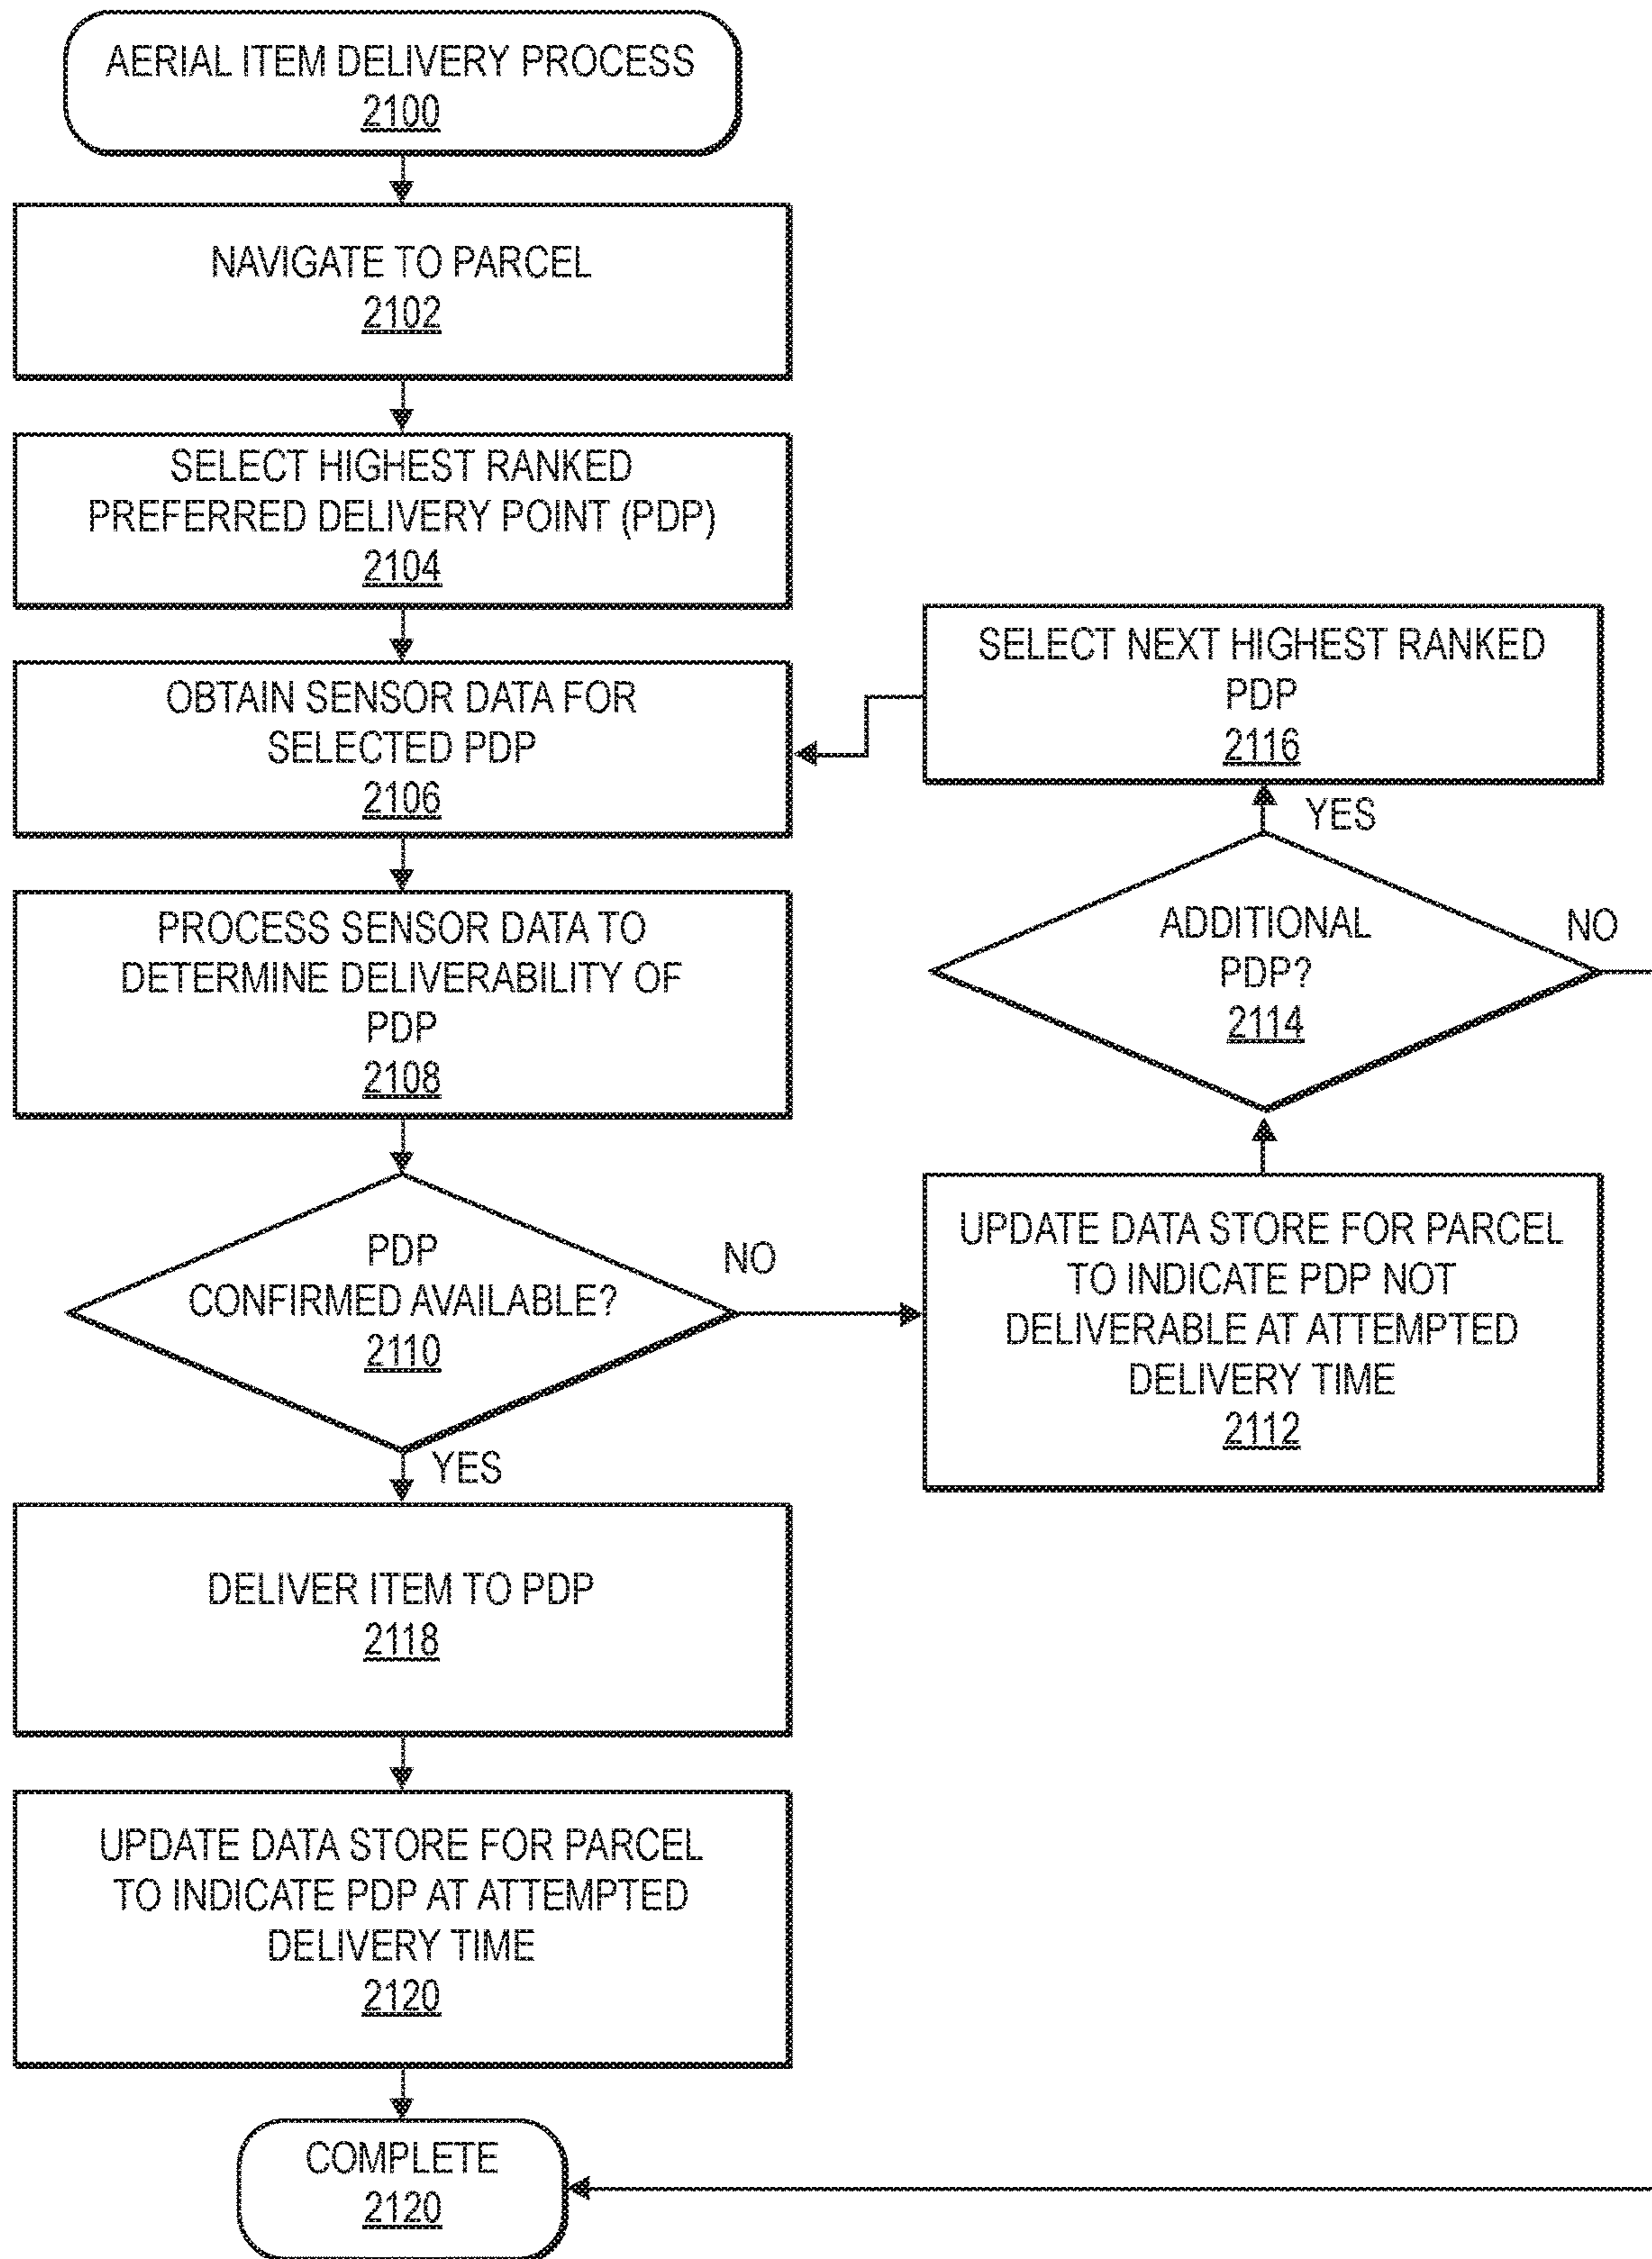 AERIAL ITEM DELIVERY PROCESS
2100
NAVIGATE TO PARCEL
2102
SELECT HIGHEST RANKED
PREFERRED DELIVERY POINT (PDP)
2104
OBTAIN SENSOR DATA FOR
SELECTED PDP
2106
PROCESS SENSOR DATA TO
DETERMINE DELIVERABILITY OF
PDP
2108
PDP
CONFIRMED AVAILABLE?
2110
NO
YES
UPDATE DATA STORE FOR PARCEL
TO INDICATE PDP NOT
DELIVERABLE AT ATTEMPTED
DELIVERY TIME
2112
ADDITIONAL
PDP?
2114
NO
YES
SELECT NEXT HIGHEST RANKED
PDP
2116
DELIVER ITEM TO PDP
2118
UPDATE DATA STORE FOR PARCEL
TO INDICATE PDP AT ATTEMPTED
DELIVERY TIME
2120
COMPLETE
2120